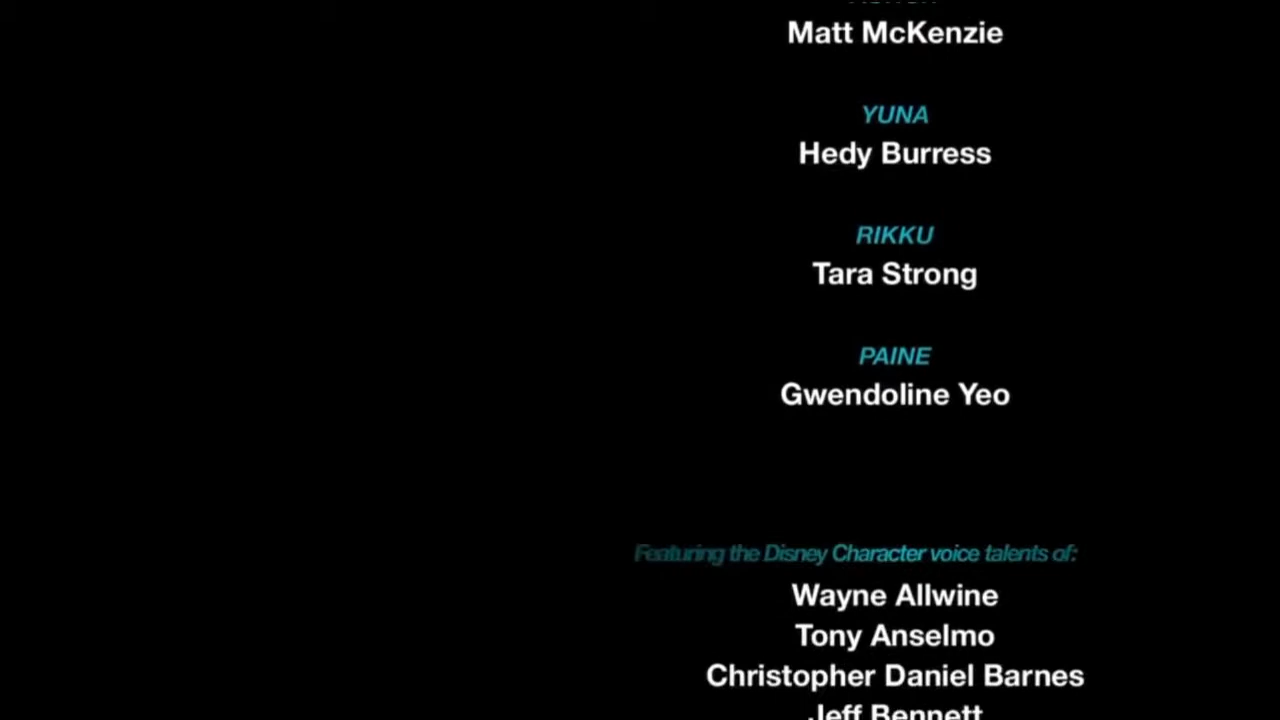 Matt McKenzie
YUNA
Hedy Burress
RIKKU
Tara Strong
PAINE
Gwendoline Yeo
Featuring the Disney Character voice talents of:
Wayne Allwine
Tony Anselmo
Christopher Daniel Barnes
Jeff Bennett